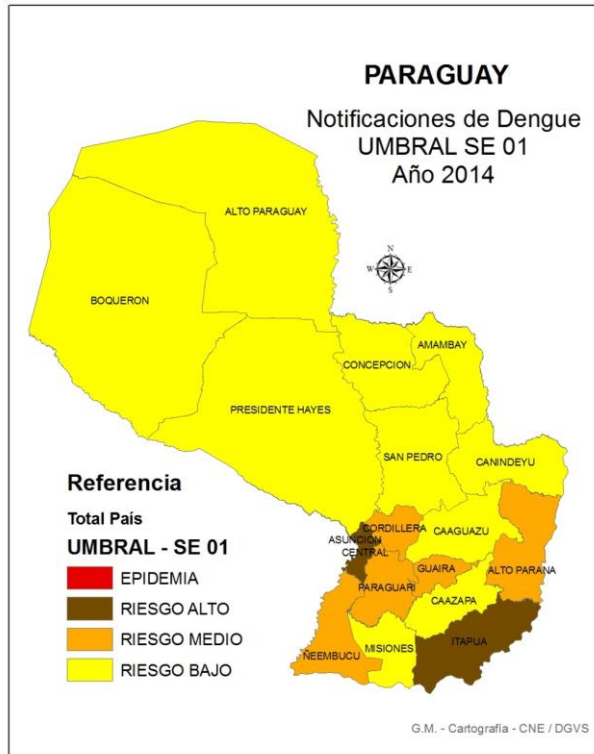 PARAGUAY
Notificaciones de Dengue
UMBRAL SE 01
Año 2014
N
W E
S
ALTO PARAGUAY
BOQUERON
AMAMBAY
CONCEPCION
PRESIDENTE HAYES
SAN PEDRO
CANINDEYU
CORDILLERA
ASUNCION
CENTRAL
CAAGUAZU
GUAIRA
ALTO PARANA
PARAGUARI
CAAZAPA
ITAPUA
MISIONES
ÑEEMBUCU
Referencia
Total País
UMBRAL - SE 01
EPIDEMIA
RIESGO ALTO
RIESGO MEDIO
RIESGO BAJO
G.M. - Cartografía - CNE / DGVS